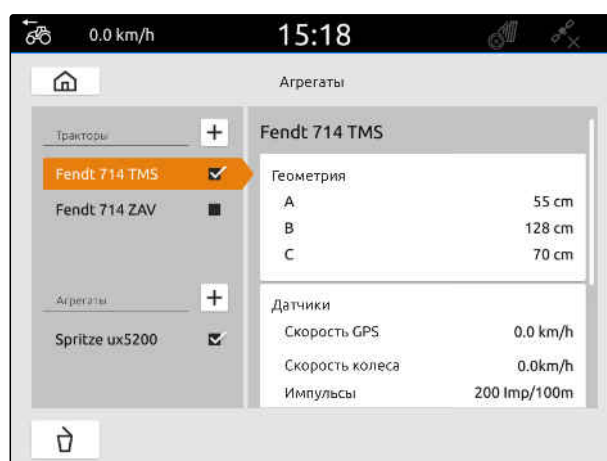 0.0 km/h 15:18
Агрегаты
Тракторы
Fendt 714 TMS
Fendt 714 ZAV
Агрегаты
Spritze ux5200
Fendt 714 TMS
Геометрия
A 55 cm
B 128 cm
C 70 cm
Датчики
Скорость GPS 0.0 km/h
Скорость колеса 0.0km/h
Импульсы 200 Imp/100m